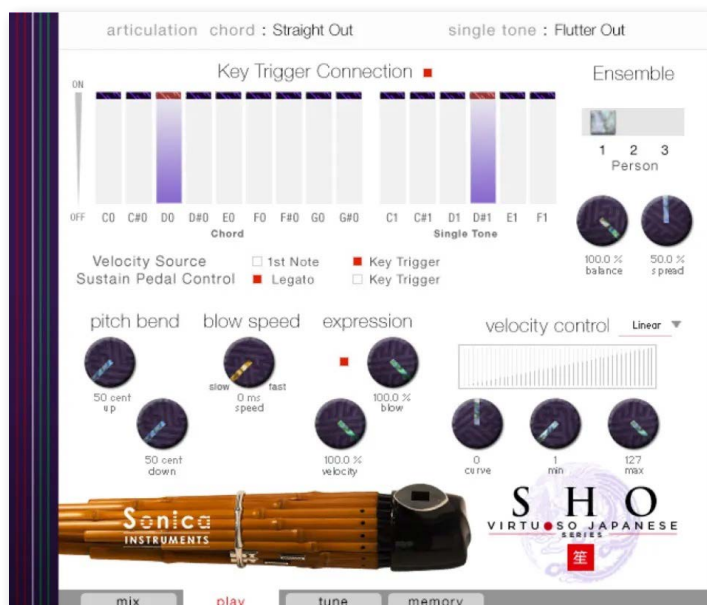 articulation chord : Straight Out single tone : Flutter Out
Key Trigger Connection
Ensemble
ON
OFF
1 2 3
Person
C0 C#0 D0 D#0 E0 F0 F#0 G0 G#0 C1 C#1 D1 D#1 E1 F1
Chord Single Tone
100.0 % 50.0 %
balance spread
Velocity Source 1st Note Key Trigger
Sustain Pedal Control Legato Key Trigger
pitch bend blow speed expression velocity control Linear
slow fast
50 cent 0 ms 100.0 %
up speed blow
50 cent 100.0 % 0 1 127
down velocity curve min max
Sonica
INSTRUMENTS
SHO
VIRTUOSO JAPANESE
SERIES
笙
mix play tune memory